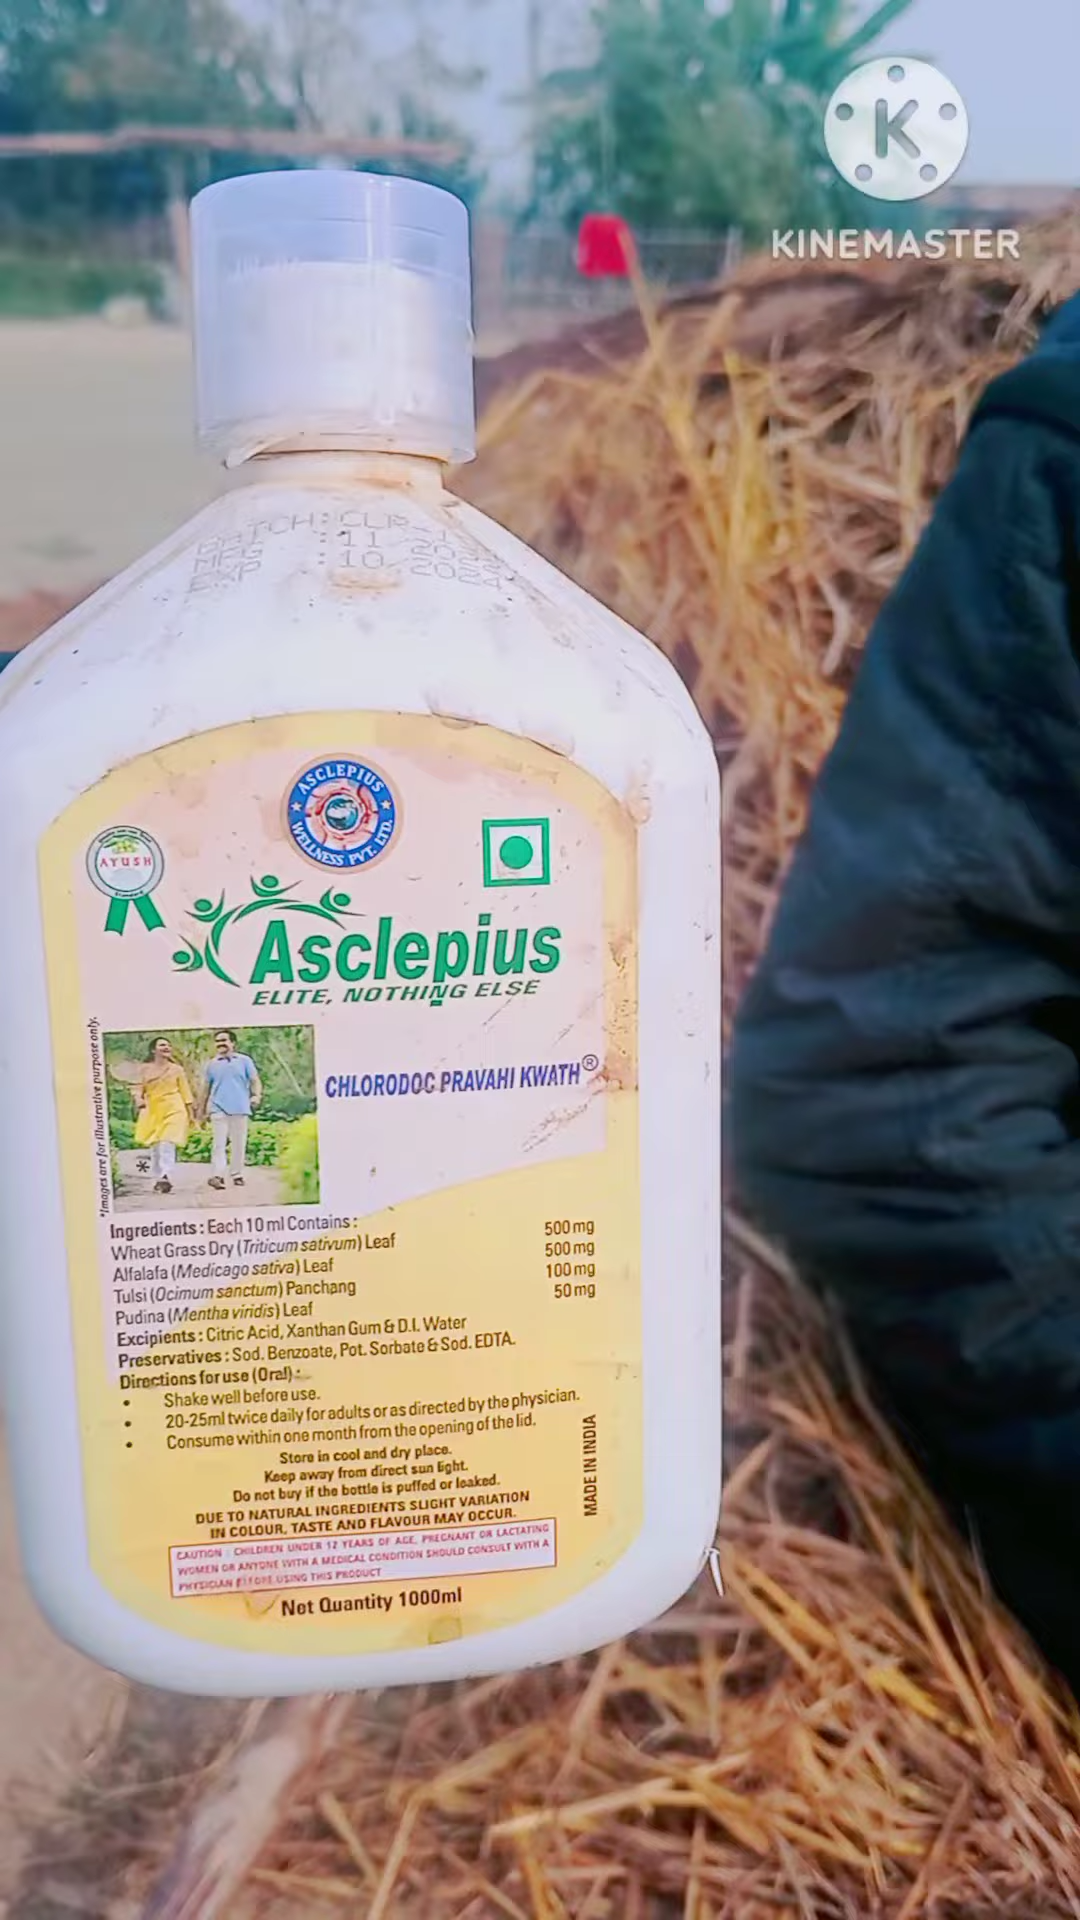 KINEMASTER
BATCH: CLR-1
MFG : 11
EXP : 10/2024
ASCLEPIUS
WELLNESS PVT. LTD.
AYUSH
Standard
Asclepius
ELITE, NOTHING ELSE
*Images are for illustrative purpose only.
CHLORODOC PRAVAHI KWATH®
*
Ingredients : Each 10 ml Contains :
Wheat Grass Dry (Triticum sativum) Leaf 500 mg
Alfalafa (Medicago sativa) Leaf 500 mg
Tulsi (Ocimum sanctum) Panchang 100 mg
Pudina (Mentha viridis) Leaf 50 mg
Excipients : Citric Acid, Xanthan Gum & D.I. Water
Preservatives : Sod. Benzoate, Pot. Sorbate & Sod. EDTA.
Directions for use (Oral) :
• Shake well before use.
• 20-25ml twice daily for adults or as directed by the physician.
• Consume within one month from the opening of the lid.
Store in cool and dry place.
Keep away from direct sun light.
Do not buy if the bottle is puffed or leaked.
DUE TO NATURAL INGREDIENTS SLIGHT VARIATION
IN COLOUR, TASTE AND FLAVOUR MAY OCCUR.
MADE IN INDIA
CAUTION : CHILDREN UNDER 12 YEARS OF AGE, PREGNANT OR LACTATING
WOMEN OR ANYONE WITH A MEDICAL CONDITION SHOULD CONSULT WITH A
PHYSICIAN BEFORE USING THIS PRODUCT
Net Quantity 1000ml